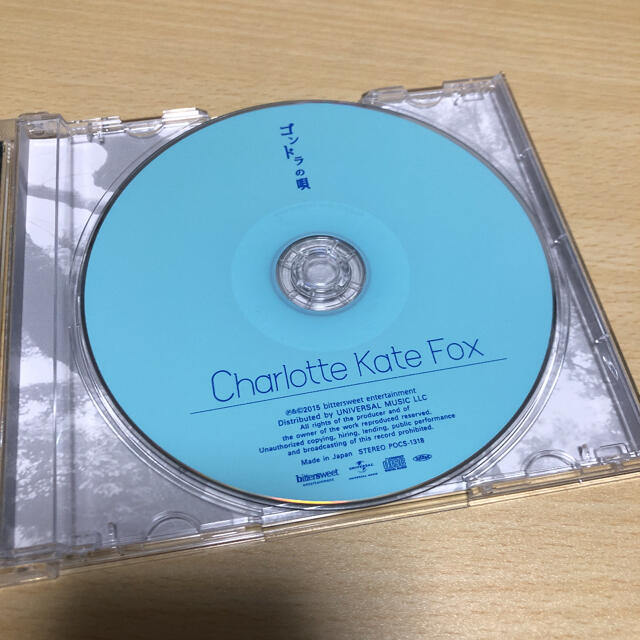 ゴンドラの唄
Charlotte Kate Fox
℗&©2015 bittersweet entertainment
Distributed by UNIVERSAL MUSIC LLC
All rights of the producer and of
the owner of the work reproduced reserved.
Unauthorized copying, hiring, lending, public performance
and broadcasting of this record prohibited.
Made in Japan STEREO POCS-1318
bittersweet
entertainment